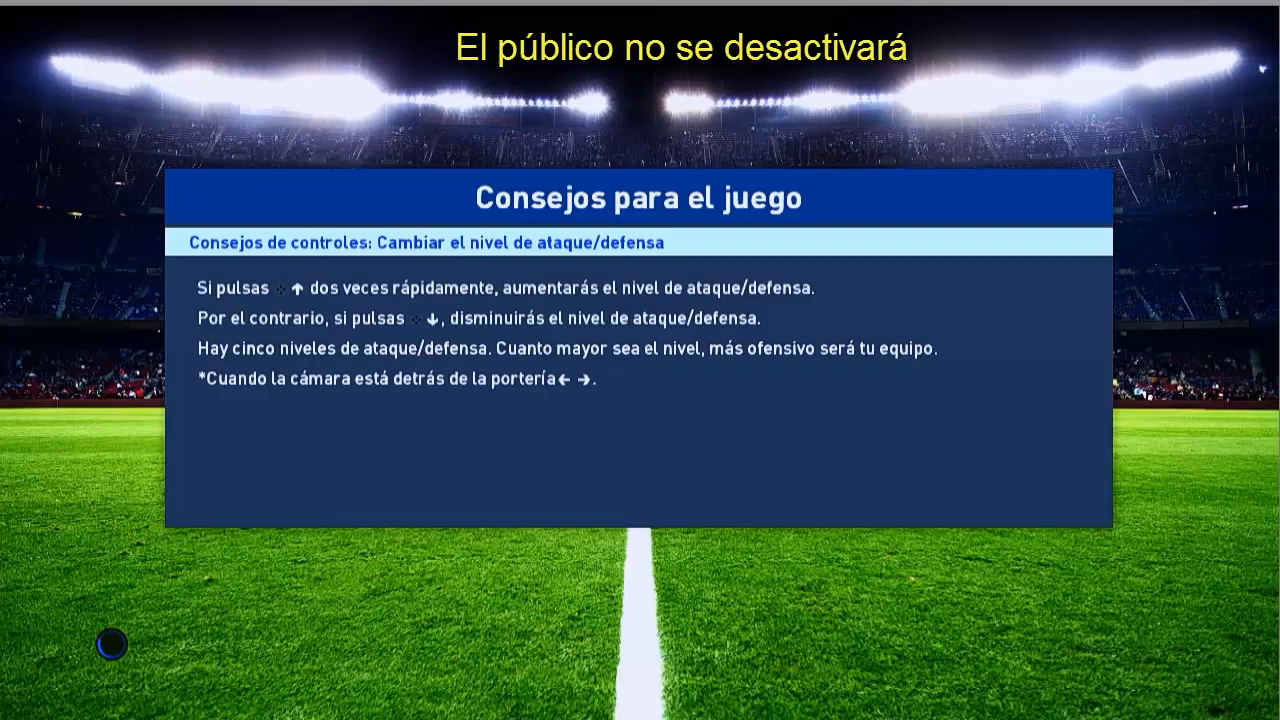 El público no se desactivará
Consejos para el juego
Consejos de controles: Cambiar el nivel de ataque/defensa
Si pulsas ↑ dos veces rápidamente, aumentarás el nivel de ataque/defensa.
Por el contrario, si pulsas ↓, disminuirás el nivel de ataque/defensa.
Hay cinco niveles de ataque/defensa. Cuanto mayor sea el nivel, más ofensivo será tu equipo.
*Cuando la cámara está detrás de la portería← →.